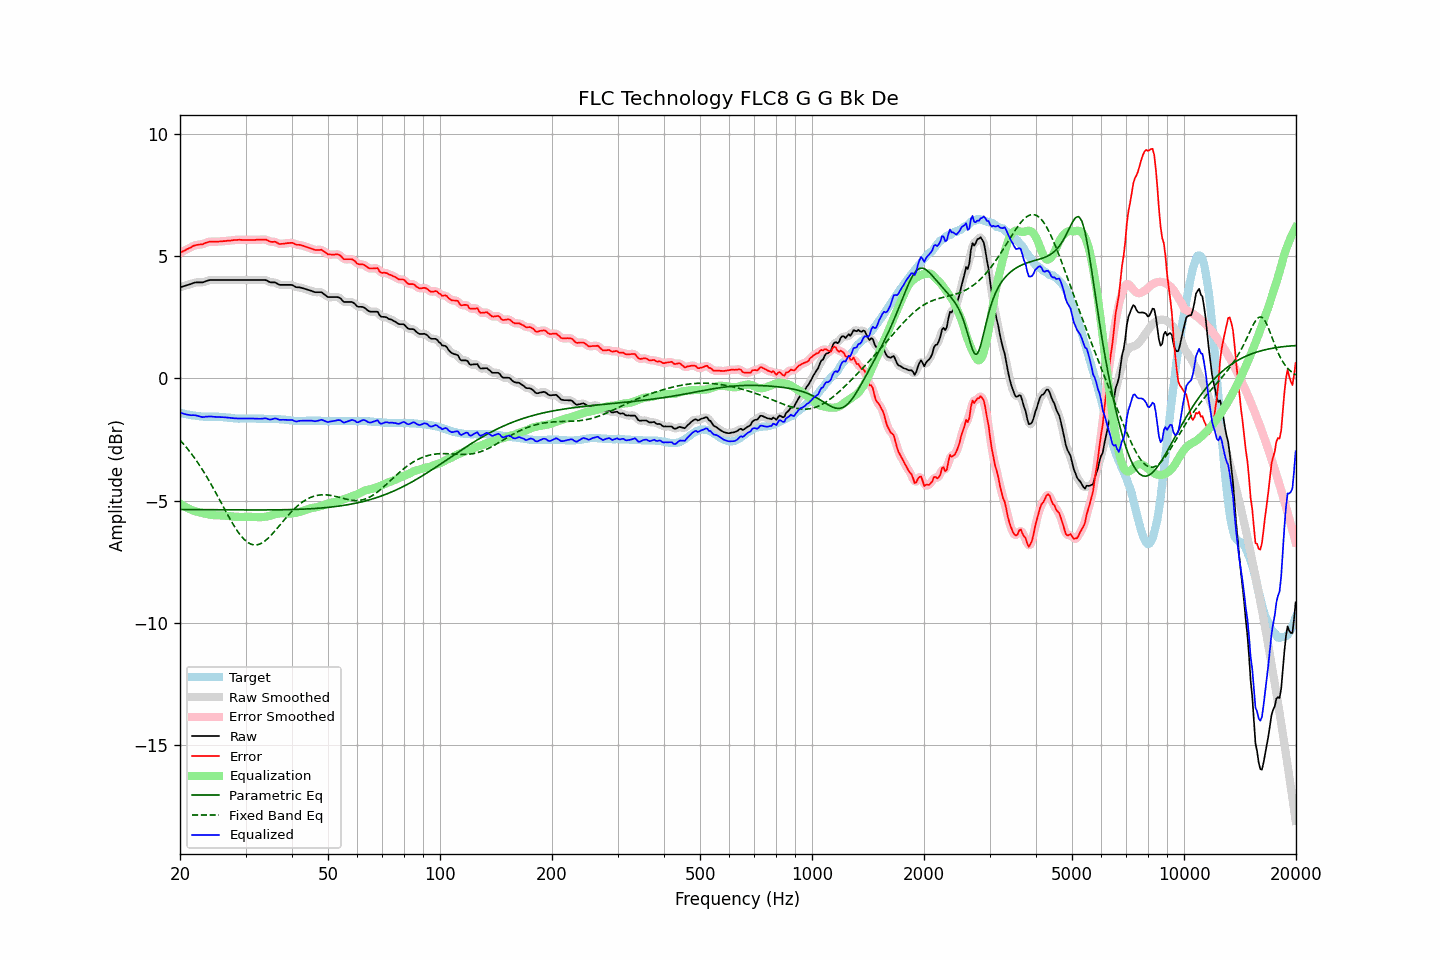 FLC Technology FLC8 G G Bk De
10
5
0
−5
−10
−15
Amplitude (dBr)
Target
Raw Smoothed
Error Smoothed
Raw
Error
Equalization
Parametric Eq
Fixed Band Eq
Equalized
20 50 100 200 500 1000 2000 5000 10000 20000
Frequency (Hz)